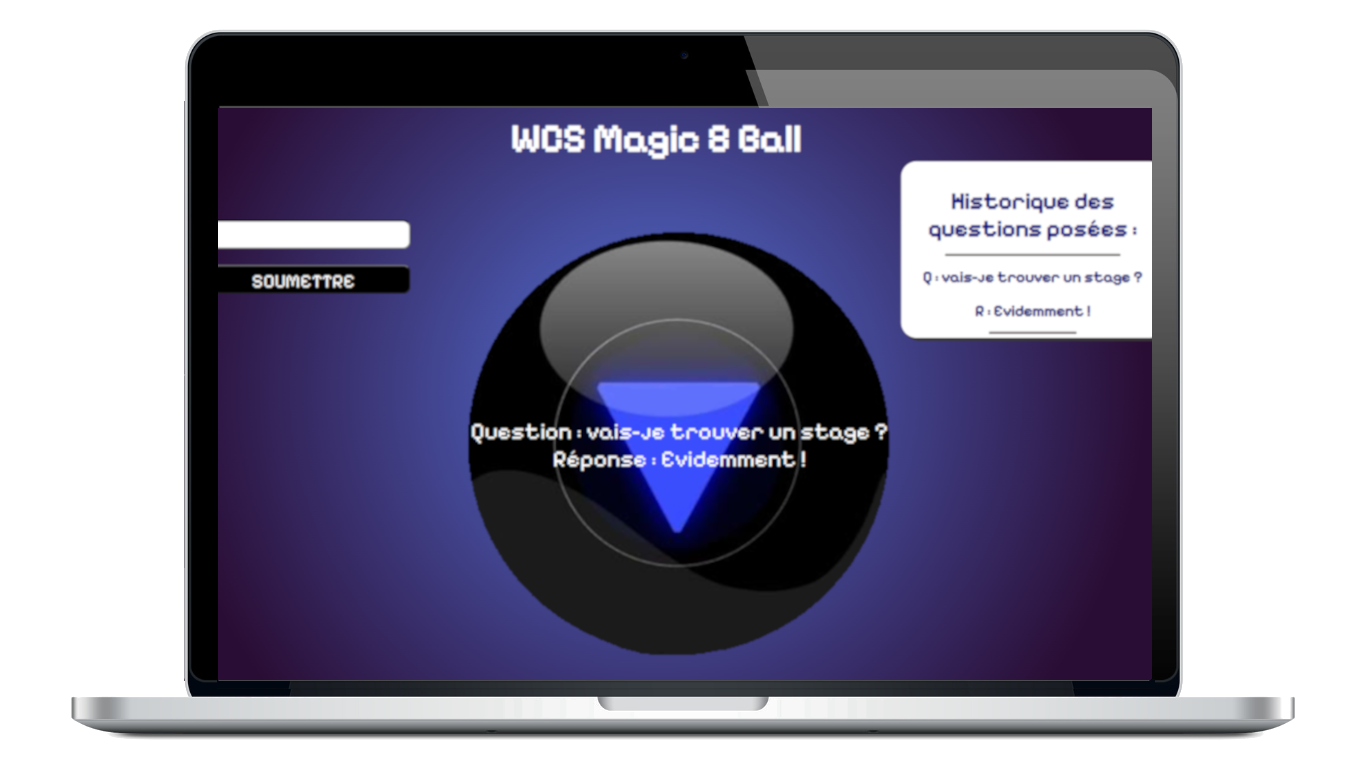 WCS Magic 8 Ball
SOUMETTRE
Question : vais-je trouver un stage ?
Réponse : Evidemment !
Historique des
questions posées :
Q : vais-je trouver un stage ?
R : Evidemment !